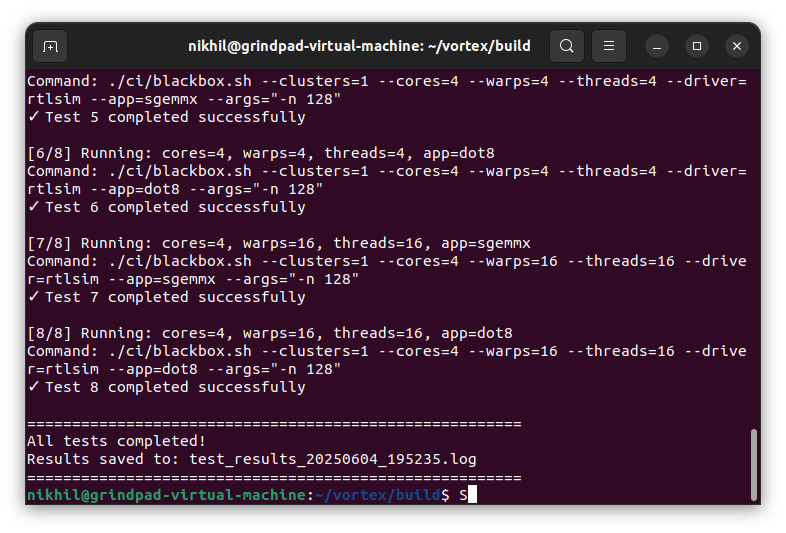 nikhil@grindpad-virtual-machine: ~/vortex/build
Command: ./ci/blackbox.sh --clusters=1 --cores=4 --warps=4 --threads=4 --driver=
rtlsim --app=sgemmx --args="-n 128"
✓ Test 5 completed successfully
[6/8] Running: cores=4, warps=4, threads=4, app=dot8
Command: ./ci/blackbox.sh --clusters=1 --cores=4 --warps=4 --threads=4 --driver=
rtlsim --app=dot8 --args="-n 128"
✓ Test 6 completed successfully
[7/8] Running: cores=4, warps=16, threads=16, app=sgemmx
Command: ./ci/blackbox.sh --clusters=1 --cores=4 --warps=16 --threads=16 --drive
r=rtlsim --app=sgemmx --args="-n 128"
✓ Test 7 completed successfully
[8/8] Running: cores=4, warps=16, threads=16, app=dot8
Command: ./ci/blackbox.sh --clusters=1 --cores=4 --warps=16 --threads=16 --drive
r=rtlsim --app=dot8 --args="-n 128"
✓ Test 8 completed successfully
=======================================================
All tests completed!
Results saved to: test_results_20250604_195235.log
=======================================================
nikhil@grindpad-virtual-machine:~/vortex/build$ S